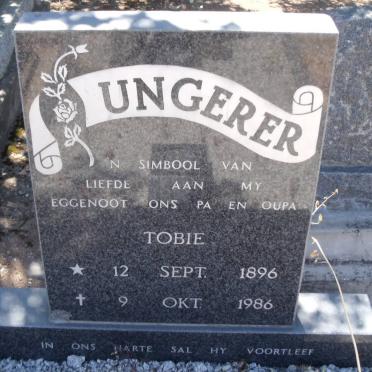 UNGERER
'N SIMBOOL VAN
LIEFDE AAN MY
EGGENOOT ONS PA EN OUPA
TOBIE
★ 12 SEPT. 1896
✝ 9 OKT. 1986
IN ONS HARTE SAL HY VOORTLEEF